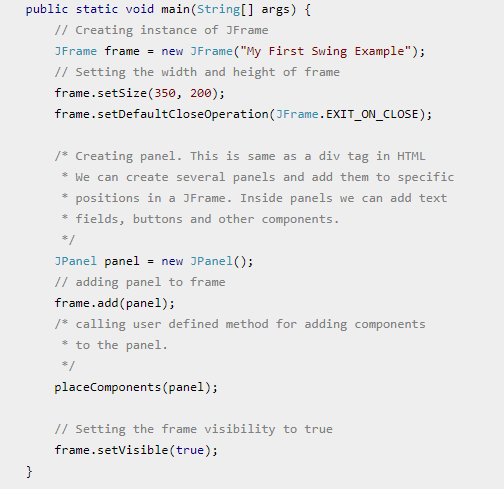 public static void main(String[] args) {
// Creating instance of JFrame
JFrame frame = new JFrame("My First Swing Example");
// Setting the width and height of frame
frame.setSize(350, 200);
frame.setDefaultCloseOperation(JFrame.EXIT_ON_CLOSE);
/* Creating panel. This is same as a div tag in HTML
* We can create several panels and add them to specific
* positions in a JFrame. Inside panels we can add text
* fields, buttons and other components.
*/
JPanel panel = new JPanel();
// adding panel to frame
frame.add(panel);
/* calling user defined method for adding components
* to the panel.
*/
placeComponents(panel);
// Setting the frame visibility to true
frame.setVisible(true);
}